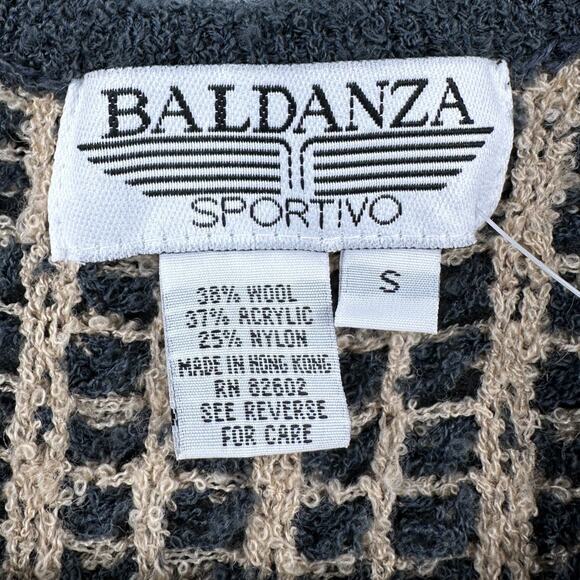 BALDANZA
SPORTIVO
S
38% WOOL
37% ACRYLIC
25% NYLON
MADE IN HONG KONG
RN 82602
SEE REVERSE
FOR CARE